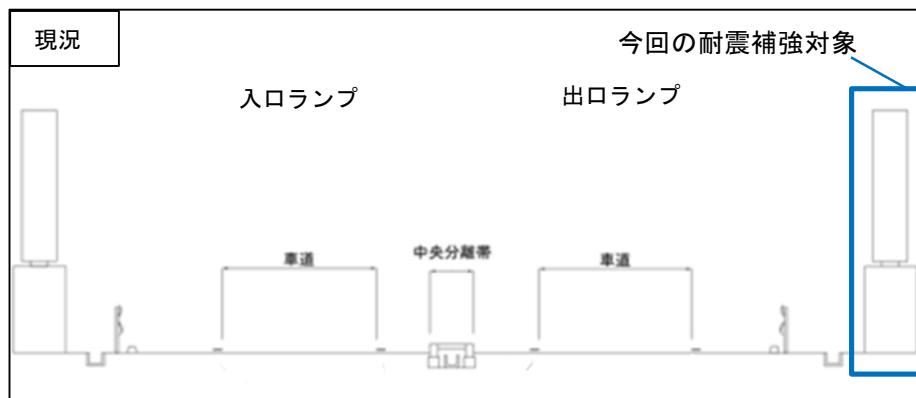 現況
今回の耐震補強対象
入口ランプ
出口ランプ
車道
中央分離帯
車道